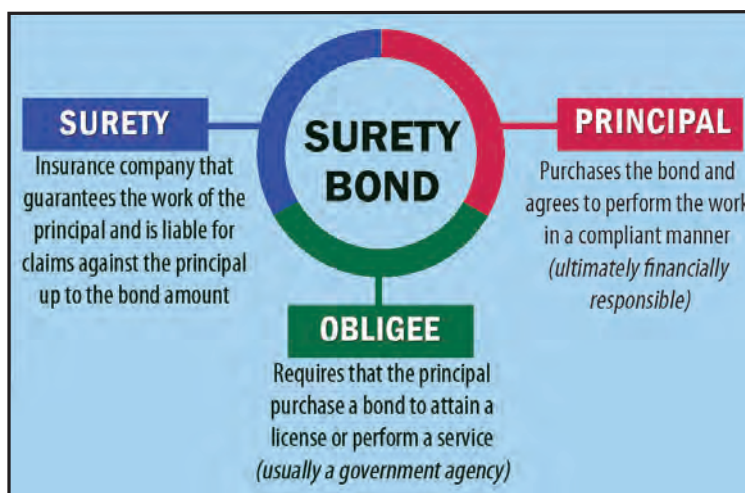 SURETY
BOND
SURETY
Insurance company that
guarantees the work of the
principal and is liable for
claims against the principal
up to the bond amount
PRINCIPAL
Purchases the bond and
agrees to perform the work
in a compliant manner
(ultimately financially
responsible)
OBLIGEE
Requires that the principal
purchase a bond to attain a
license or perform a service
(usually a government agency)